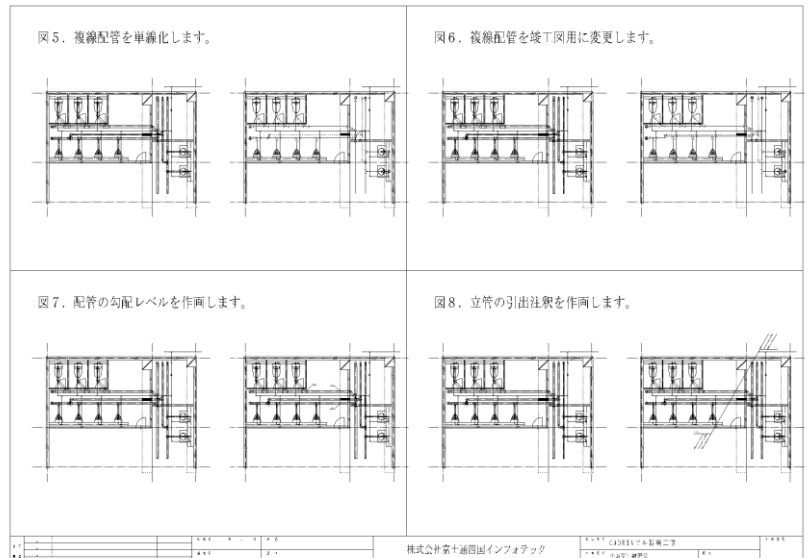 図5．複線配管を単線化します。
図6．複線配管を竣工図用に変更します。
図7．配管の勾配レベルを作画します。
図8．立管の引出注釈を作画します。
株式会社富士通四国インフォテック